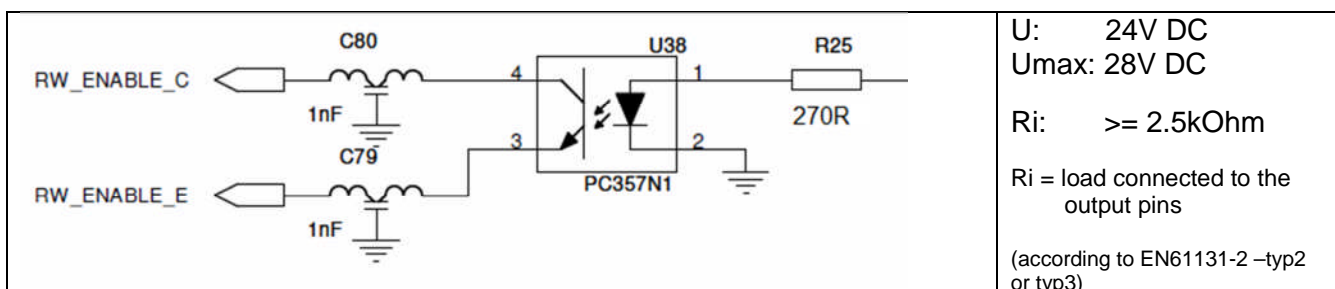 C80
RW_ENABLE_C
1nF
C79
RW_ENABLE_E
1nF
U38
4
1
3
2
PC357N1
R25
270R
U: 24V DC
Umax: 28V DC
Ri: >= 2.5kOhm
Ri = load connected to the
output pins
(according to EN61131-2 –typ2
or typ3)